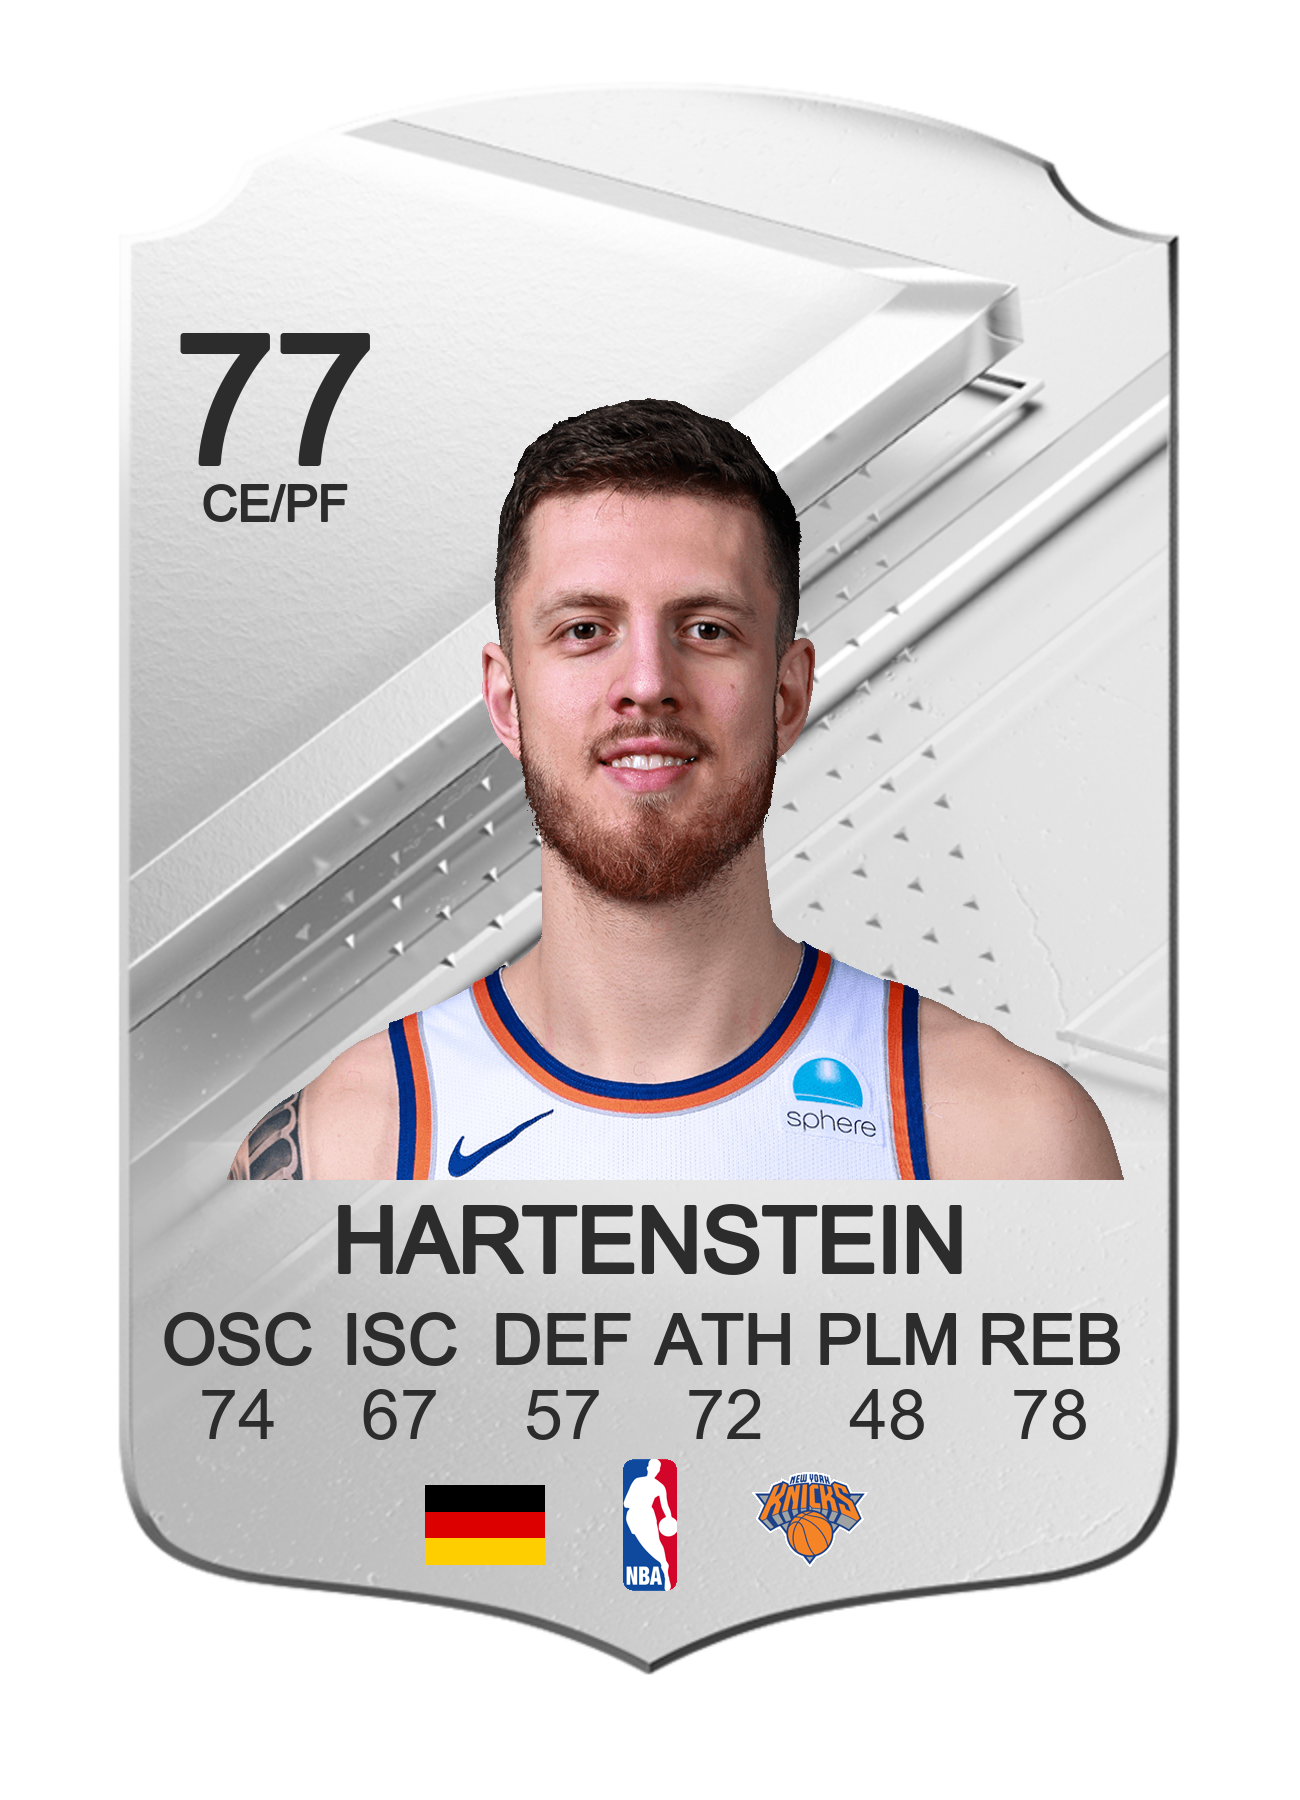 77
CE/PF
sphere
HARTENSTEIN
OSC ISC DEF ATH PLM REB
74 67 57 72 48 78
NBA
NEW YORK
KNICKS